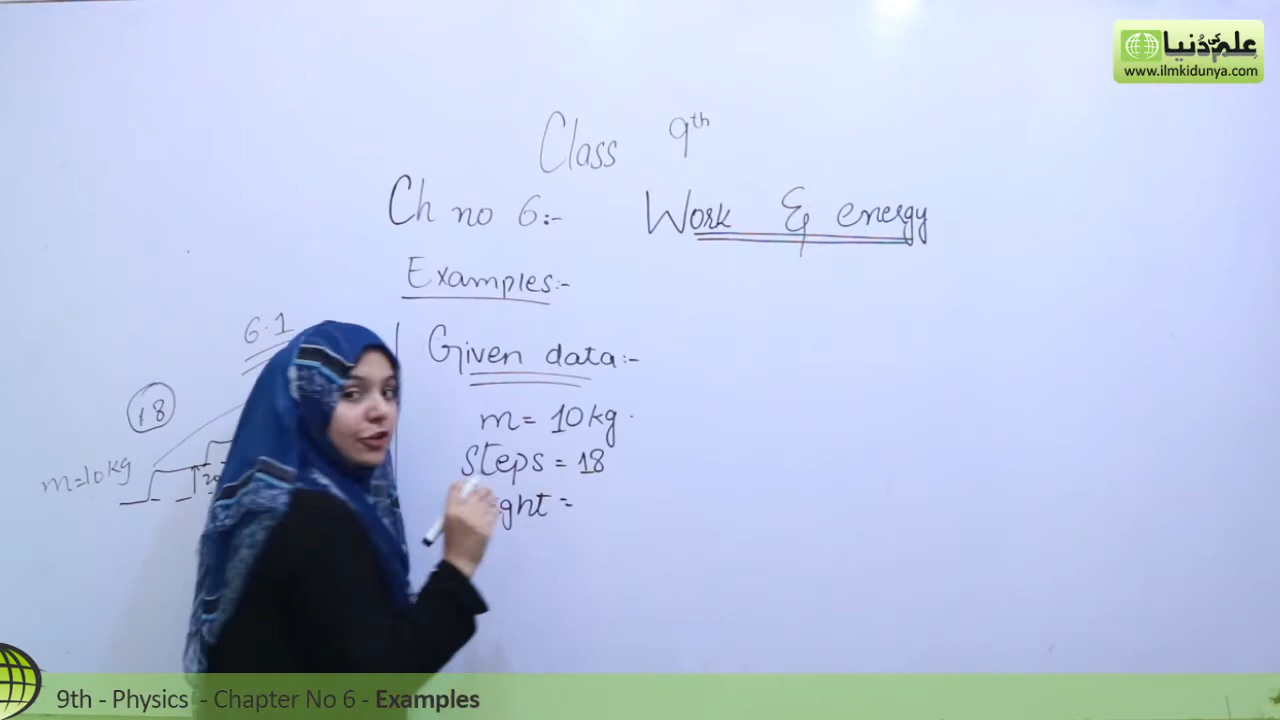 علم کی دنیا
www.ilmkidunya.com
Class 9th
Ch no 6:- Work & energy
Examples:-
6.1
Given data:-
18
m=10kg
m = 10kg.
Steps = 18
9th - Physics - Chapter No 6 - Examples